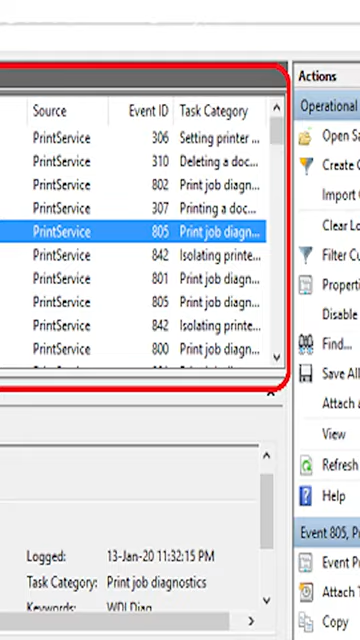 Actions
Source Event ID Task Category
Operational
PrintService 306 Setting printer ...
Open Sa
PrintService 310 Deleting a doc...
Create C
PrintService 802 Print job diagn...
Import
PrintService 307 Printing a doc...
Clear Lo
PrintService 805 Print job diagn...
PrintService 842 Isolating printe...
Filter Cu
PrintService 801 Print job diagn...
Properti
PrintService 805 Print job diagn...
Disable
PrintService 842 Isolating printe...
Find...
PrintService 800 Print job diagn...
Save All
Attach a
View
Refresh
Help
Event 805, P
Logged: 13-Jan-20 11:32:15 PM
Event P
Task Category: Print job diagnostics
Attach T
Keywords: WDI Diag
Copy